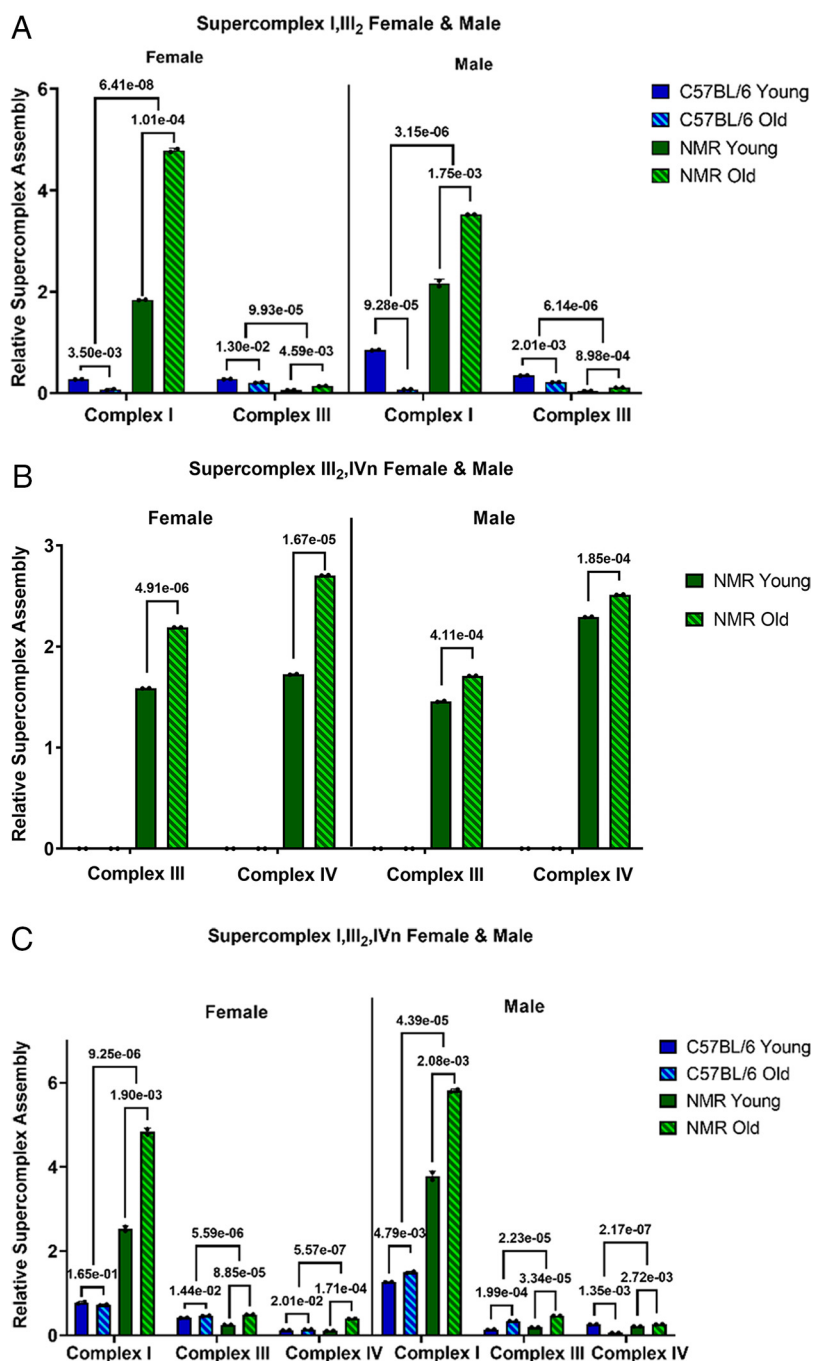 A
Supercomplex I,III₂ Female & Male
Female
Male
Relative Supercomplex Assembly
6
4
2
0
6.41e-08
1.01e-04
3.50e-03
9.93e-05
1.30e-02
4.59e-03
3.15e-06
1.75e-03
9.28e-05
6.14e-06
2.01e-03
8.98e-04
Complex I
Complex III
Complex I
Complex III
C57BL/6 Young
C57BL/6 Old
NMR Young
NMR Old
B
Supercomplex III₂,IVn Female & Male
Female
Male
Relative Supercomplex Assembly
3
2
1
0
4.91e-06
1.67e-05
4.11e-04
1.85e-04
Complex III
Complex IV
Complex III
Complex IV
NMR Young
NMR Old
C
Supercomplex I,III₂,IVn Female & Male
Female
Male
Relative Supercomplex Assembly
6
4
2
0
9.25e-06
1.90e-03
1.65e-01
5.59e-06
1.44e-02
8.85e-05
5.57e-07
2.01e-02
1.71e-04
4.39e-05
2.08e-03
4.79e-03
2.23e-05
1.99e-04
3.34e-05
2.17e-07
1.35e-03
2.72e-03
Complex I
Complex III
Complex IV
Complex I
Complex III
Complex IV
C57BL/6 Young
C57BL/6 Old
NMR Young
NMR Old